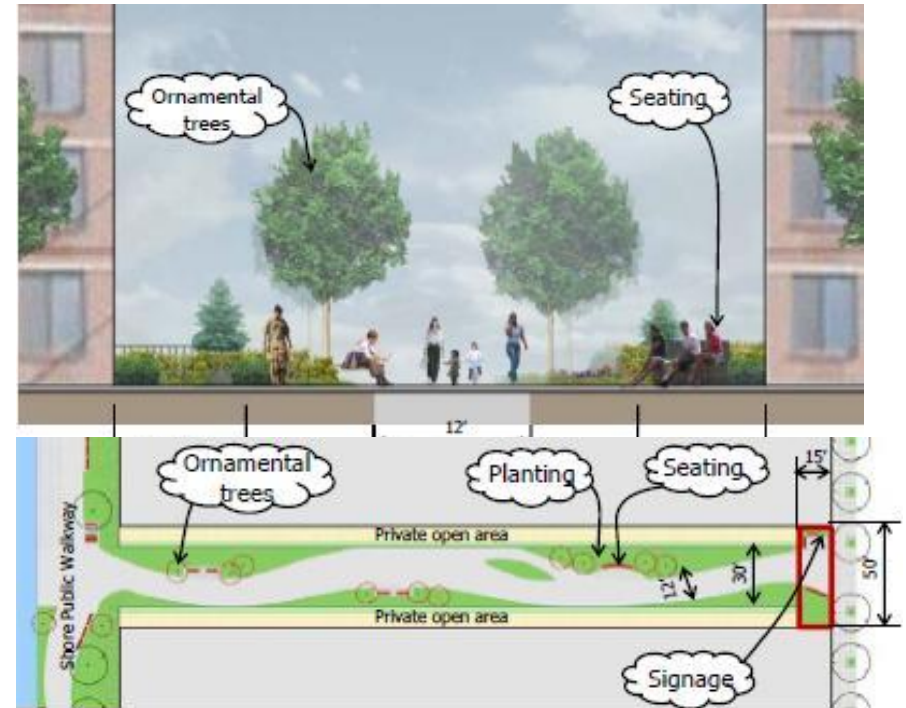 Ornamental
trees
Seating
12'
Ornamental
trees
Planting
Seating
15'
Private open area
Shore Public Walkway
12'
30'
50'
Private open area
Signage